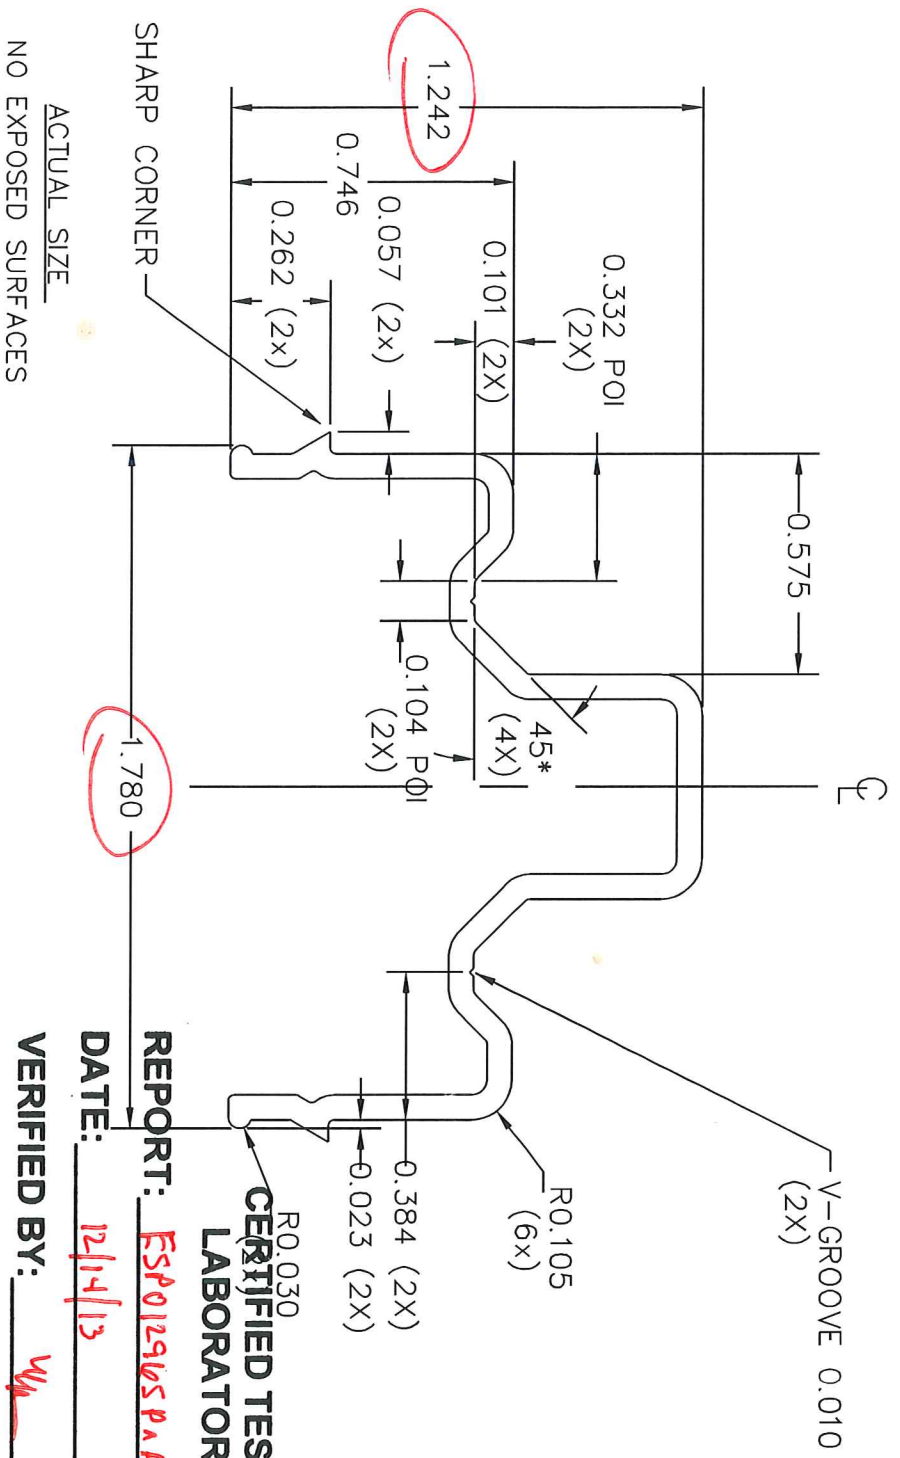 ℄
0.575
V-GROOVE 0.010
(2X)
0.332 POI
(2X)
0.101 (2X)
0.057 (2x)
0.746
0.262 (2x)
1.242
SHARP CORNER
45*
(4X)
0.104 POI
(2X)
R0.105
(6x)
0.384 (2X)
0.023 (2X)
R0.030
1.780
ACTUAL SIZE
NO EXPOSED SURFACES
CERTIFIED TES
LABORATOR
REPORT:
DATE: 12/14/13
VERIFIED BY: